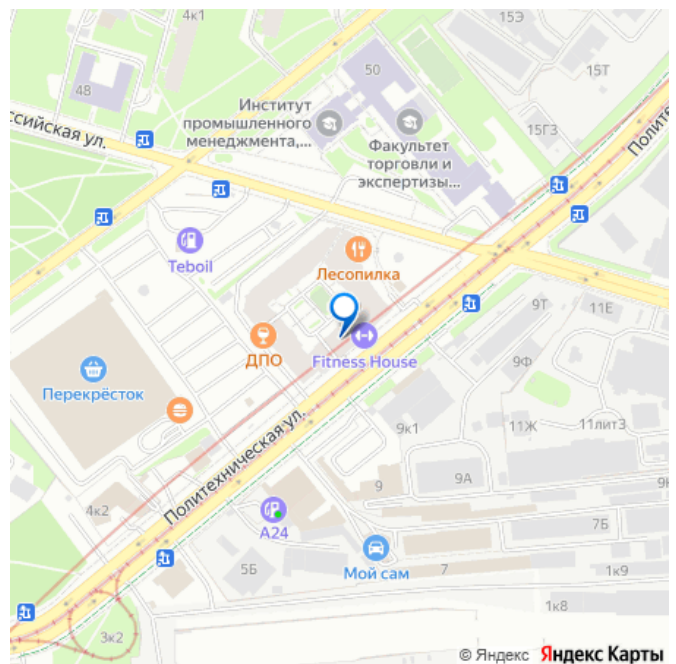 4к1
15Э
50
15Т
48
Институт
промышленного
менеджмента,...
Факультет
торговли и
экспертизы...
15Г3
Полите
ссийская ул.
Teboil
Лесопилка
9Т
11Е
ДПО
Fitness House
9Ф
Перекрёсток
9к1
11Ж
11лит3
Политехническая ул.
9А
9
4к2
А24
7Б
5Б
Мой сам
7
1к9
1к8
3к2
© Яндекс Яндекс Карты